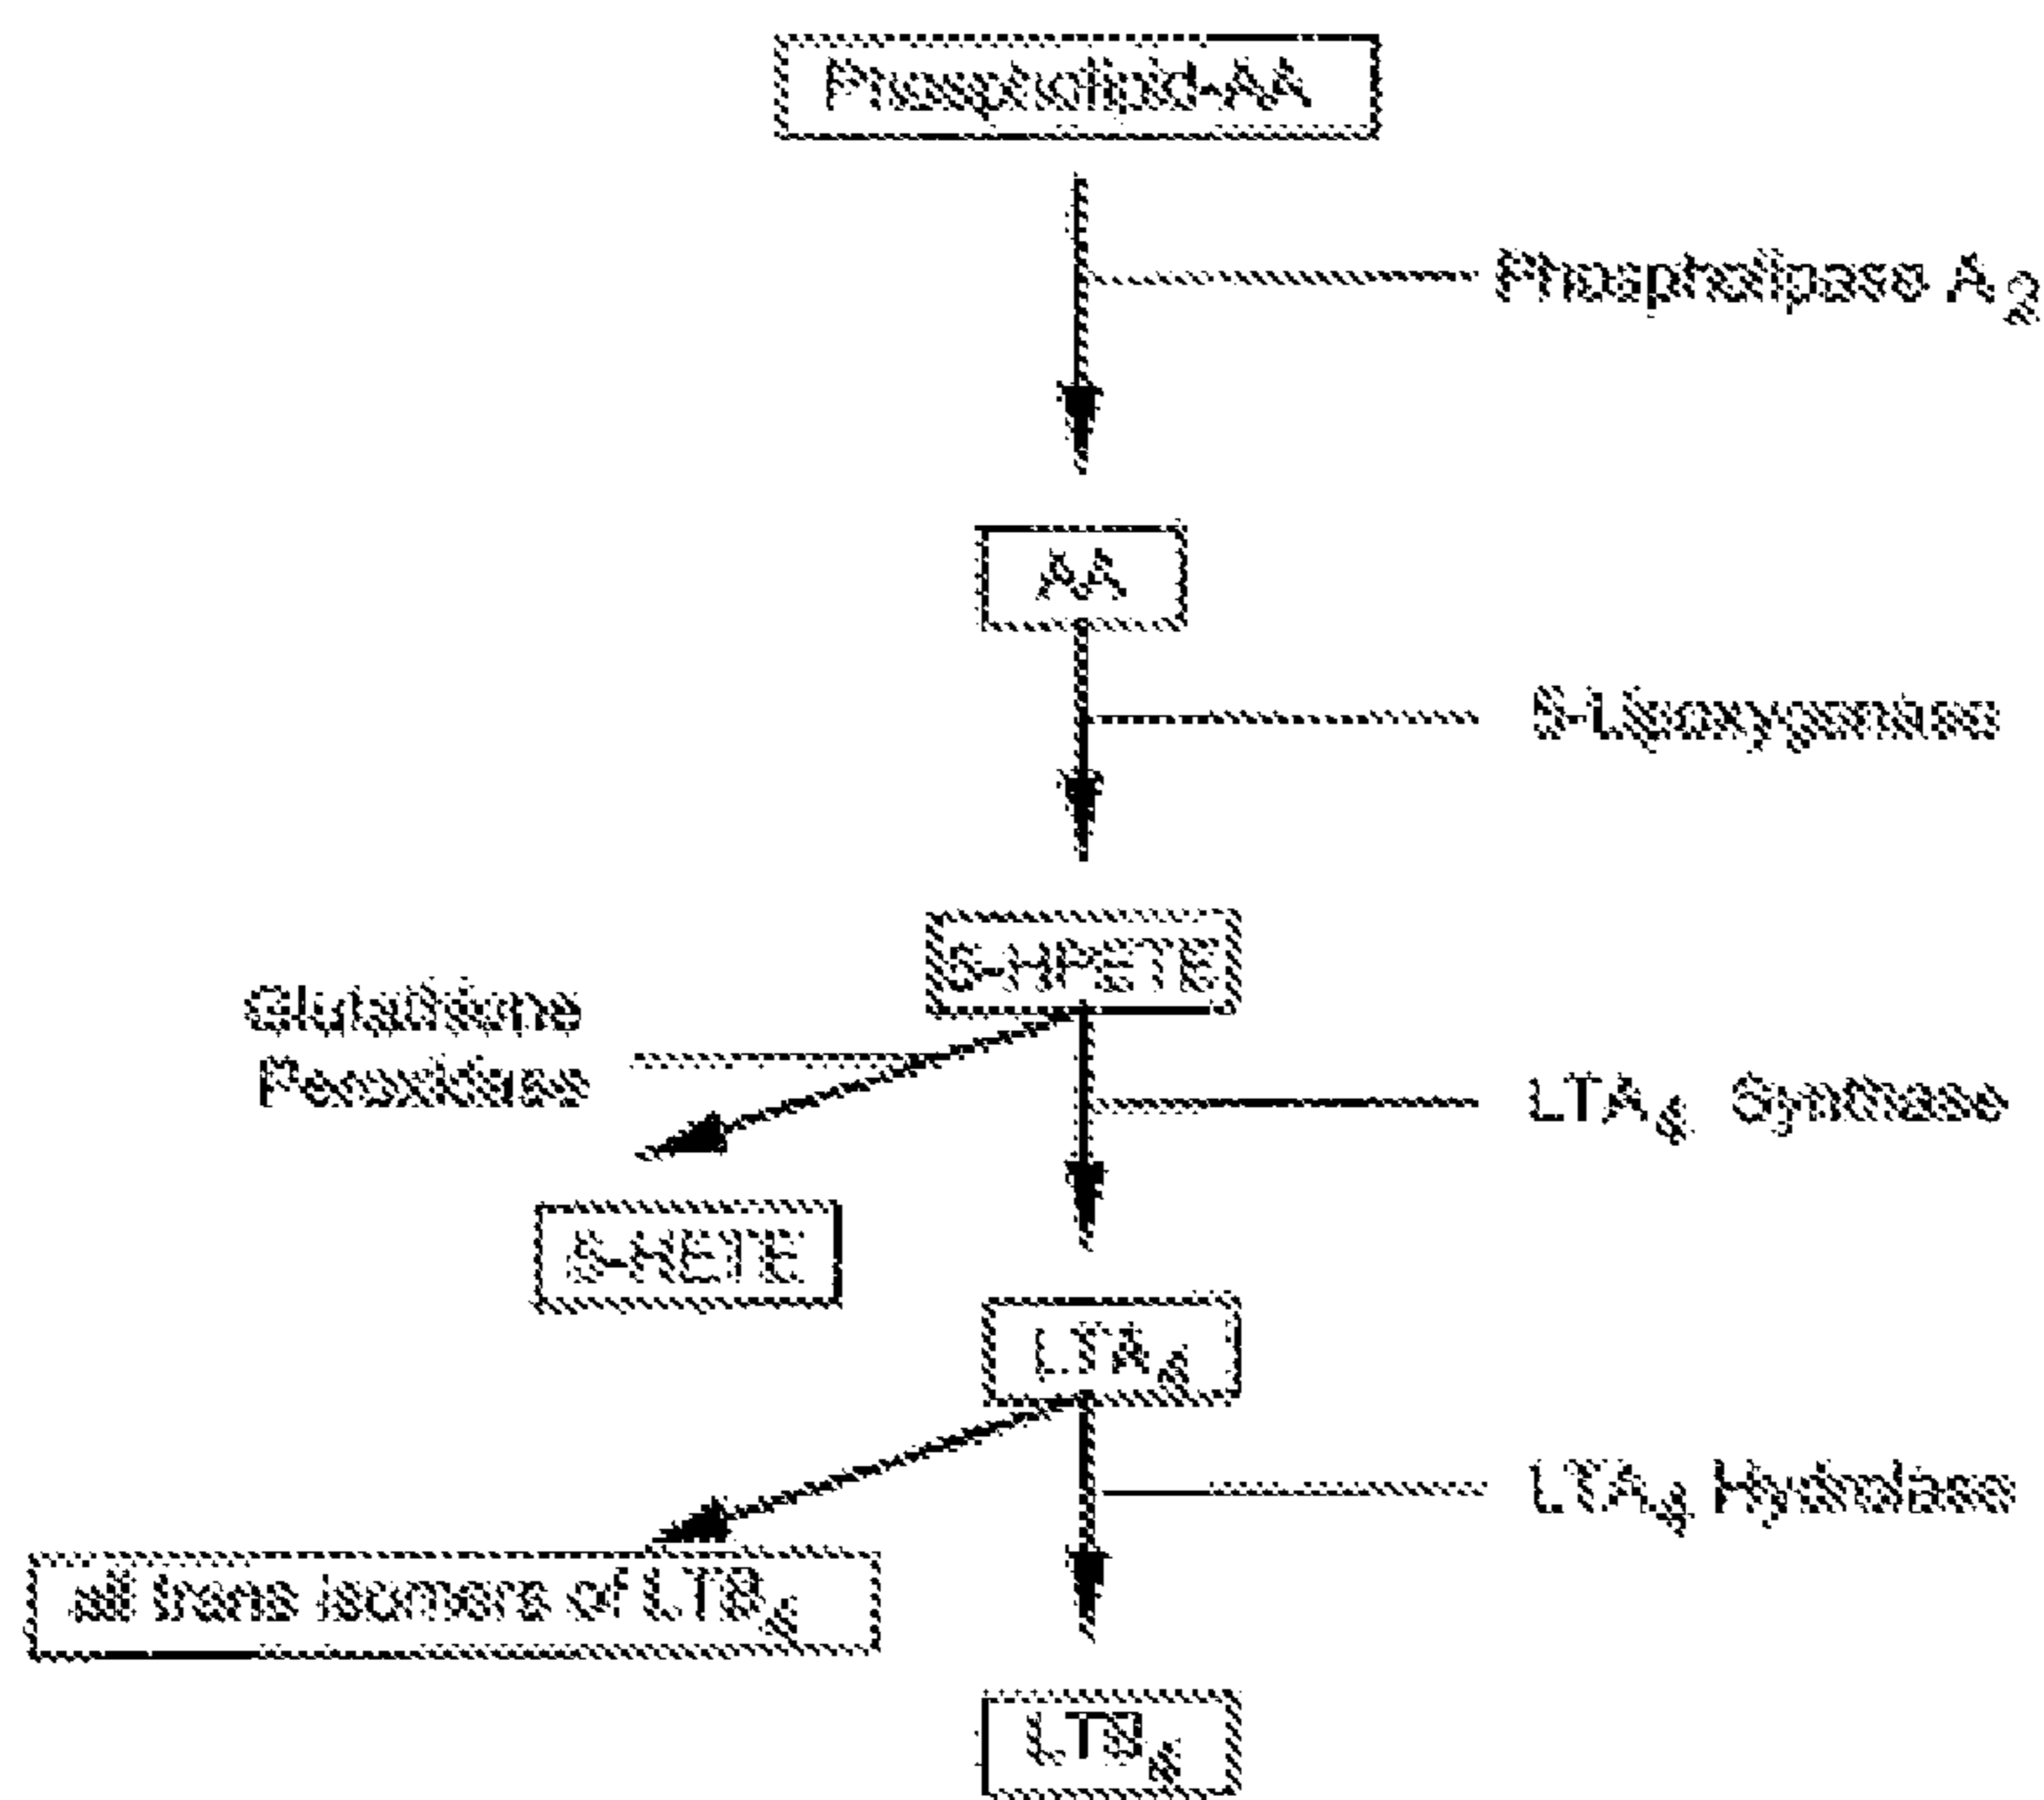 Phospholipid-AA
Phospholipase A2
AA
5-Lipoxygenase
5-HPETE
Glutathione
Peroxidase
LTA4 Synthase
5-HETE
LTA4
LTA4 Hydrolase
all trans isomers of LTB4
LTB4